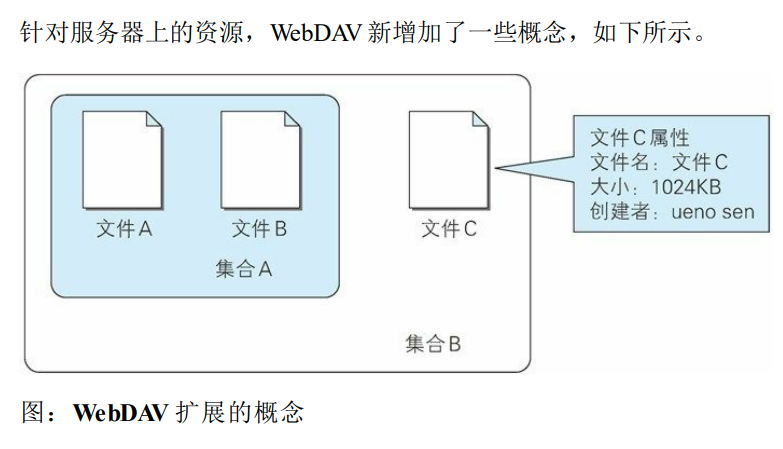 针对服务器上的资源，WebDAV 新增加了一些概念，如下所示。
文件A
文件B
集合A
文件C
集合B
文件C属性
文件名：文件C
大小：1024KB
创建者：ueno sen
图：WebDAV 扩展的概念